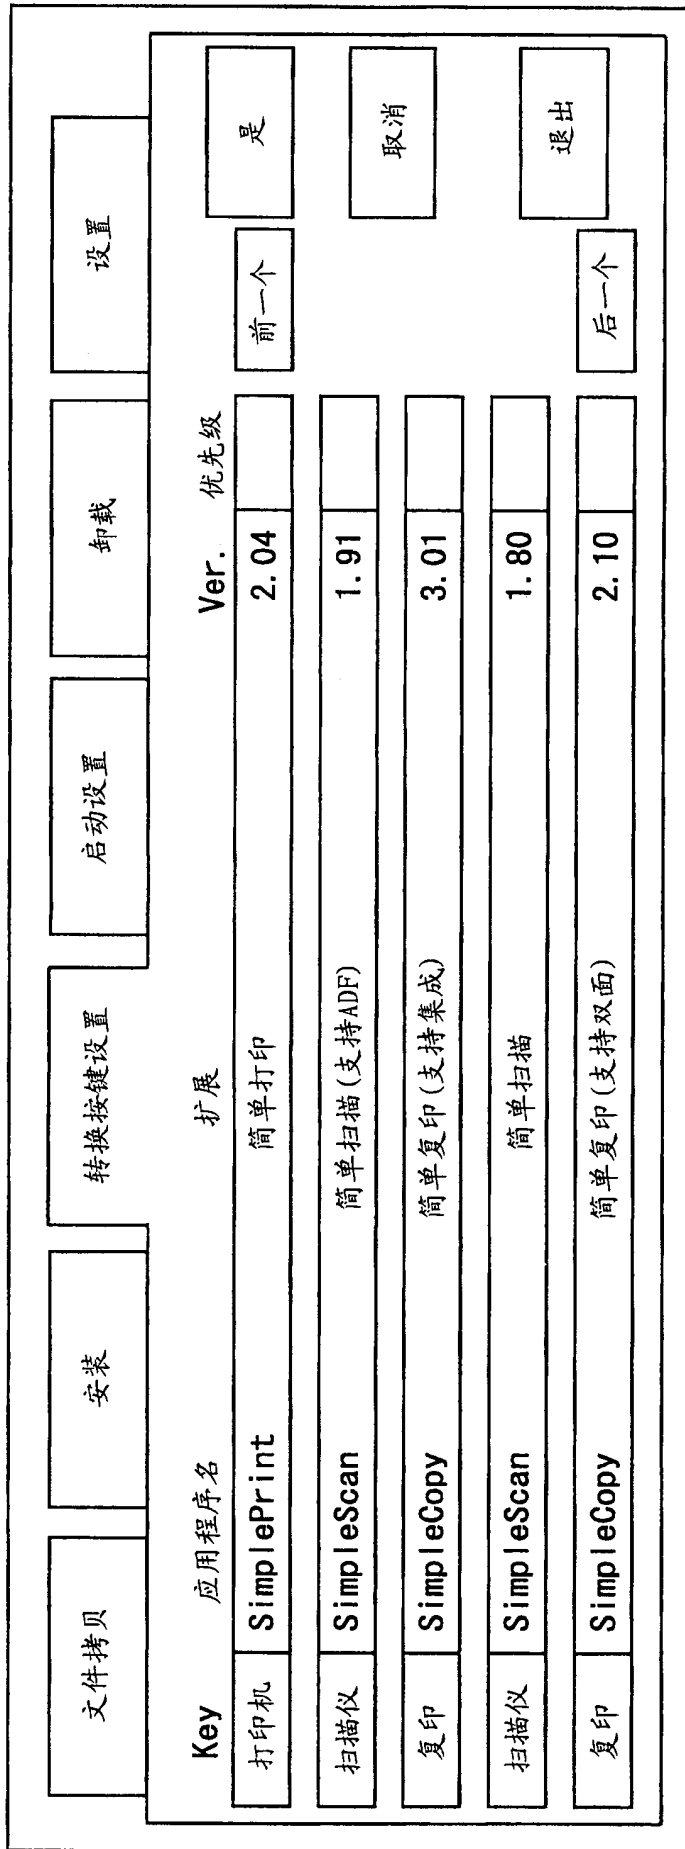 文件拷贝 安装 转换按键设置 启动设置 卸载 设置
Key 应用程序名 扩展 Ver. 优先级
打印机 SimplePrint 简单打印 2.04 前一个 是
扫描仪 SimpleScan 简单扫描(支持ADF) 1.91 取消
复印 SimpleCopy 简单复印(支持集成) 3.01
扫描仪 SimpleScan 简单扫描 1.80 退出
复印 SimpleCopy 简单复印(支持双面) 2.10 后一个